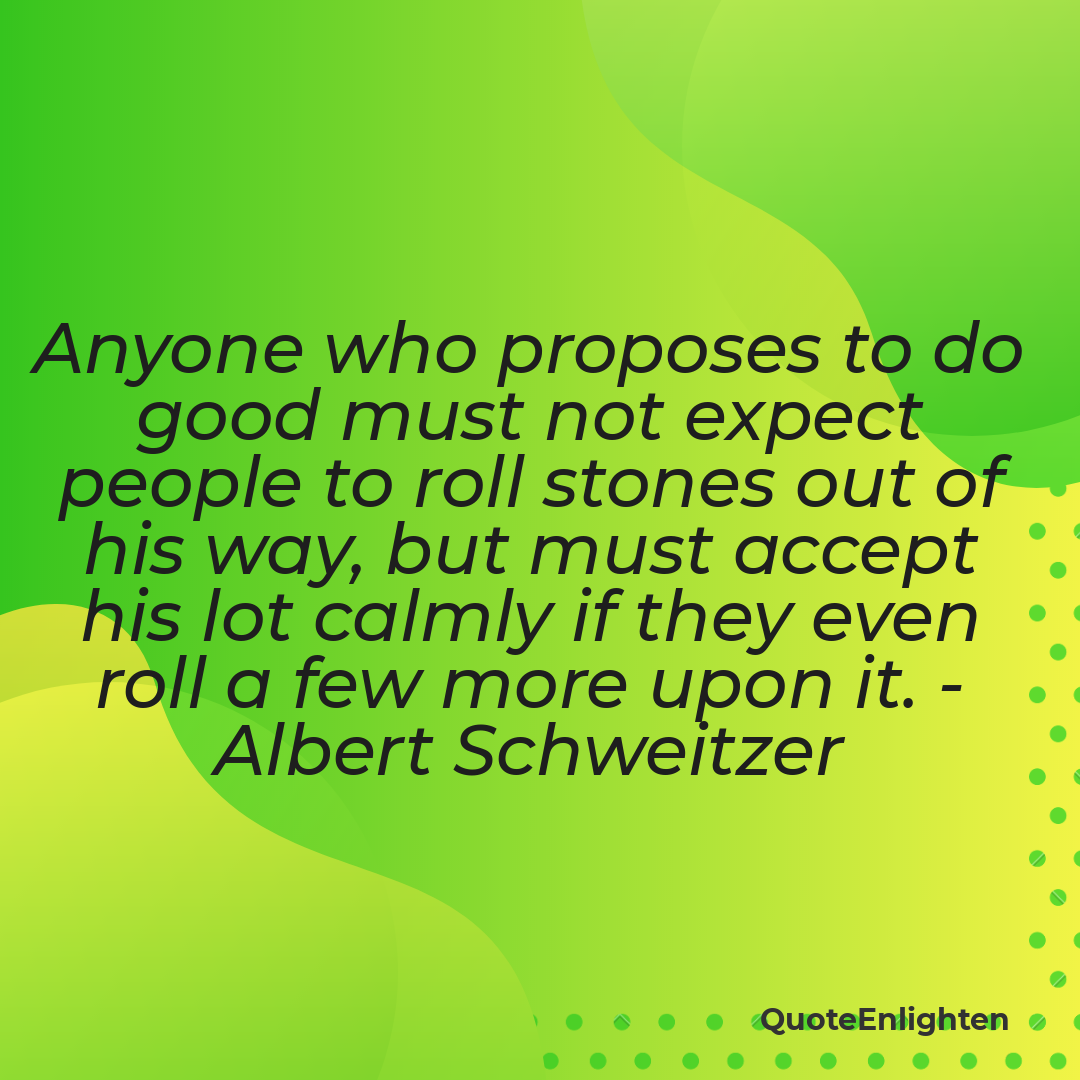 Anyone who proposes to do
good must not expect
people to roll stones out of
his way, but must accept
his lot calmly if they even
roll a few more upon it. -
Albert Schweitzer
QuoteEnlighten